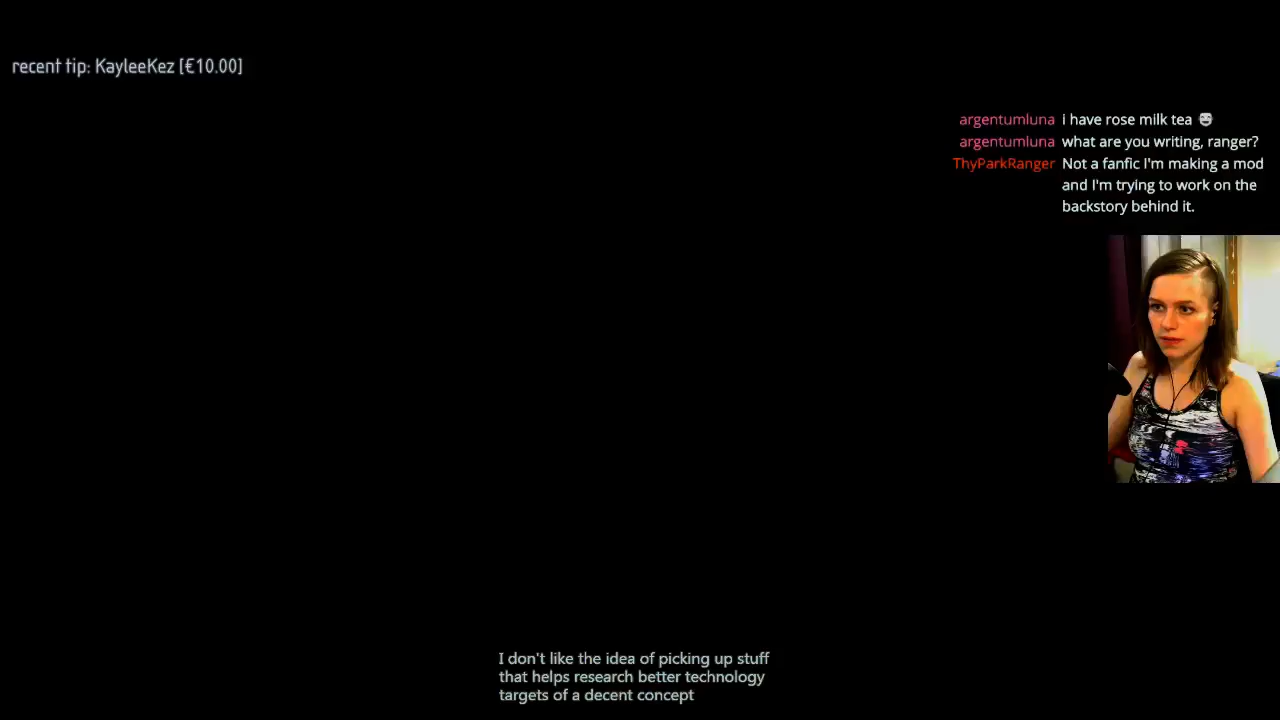 recent tip: KayleeKez [€10.00]
argentumluna i have rose milk tea
argentumluna what are you writing, ranger?
ThyParkRanger Not a fanfic I'm making a mod
and I'm trying to work on the
backstory behind it.
I don't like the idea of picking up stuff
that helps research better technology
targets of a decent concept